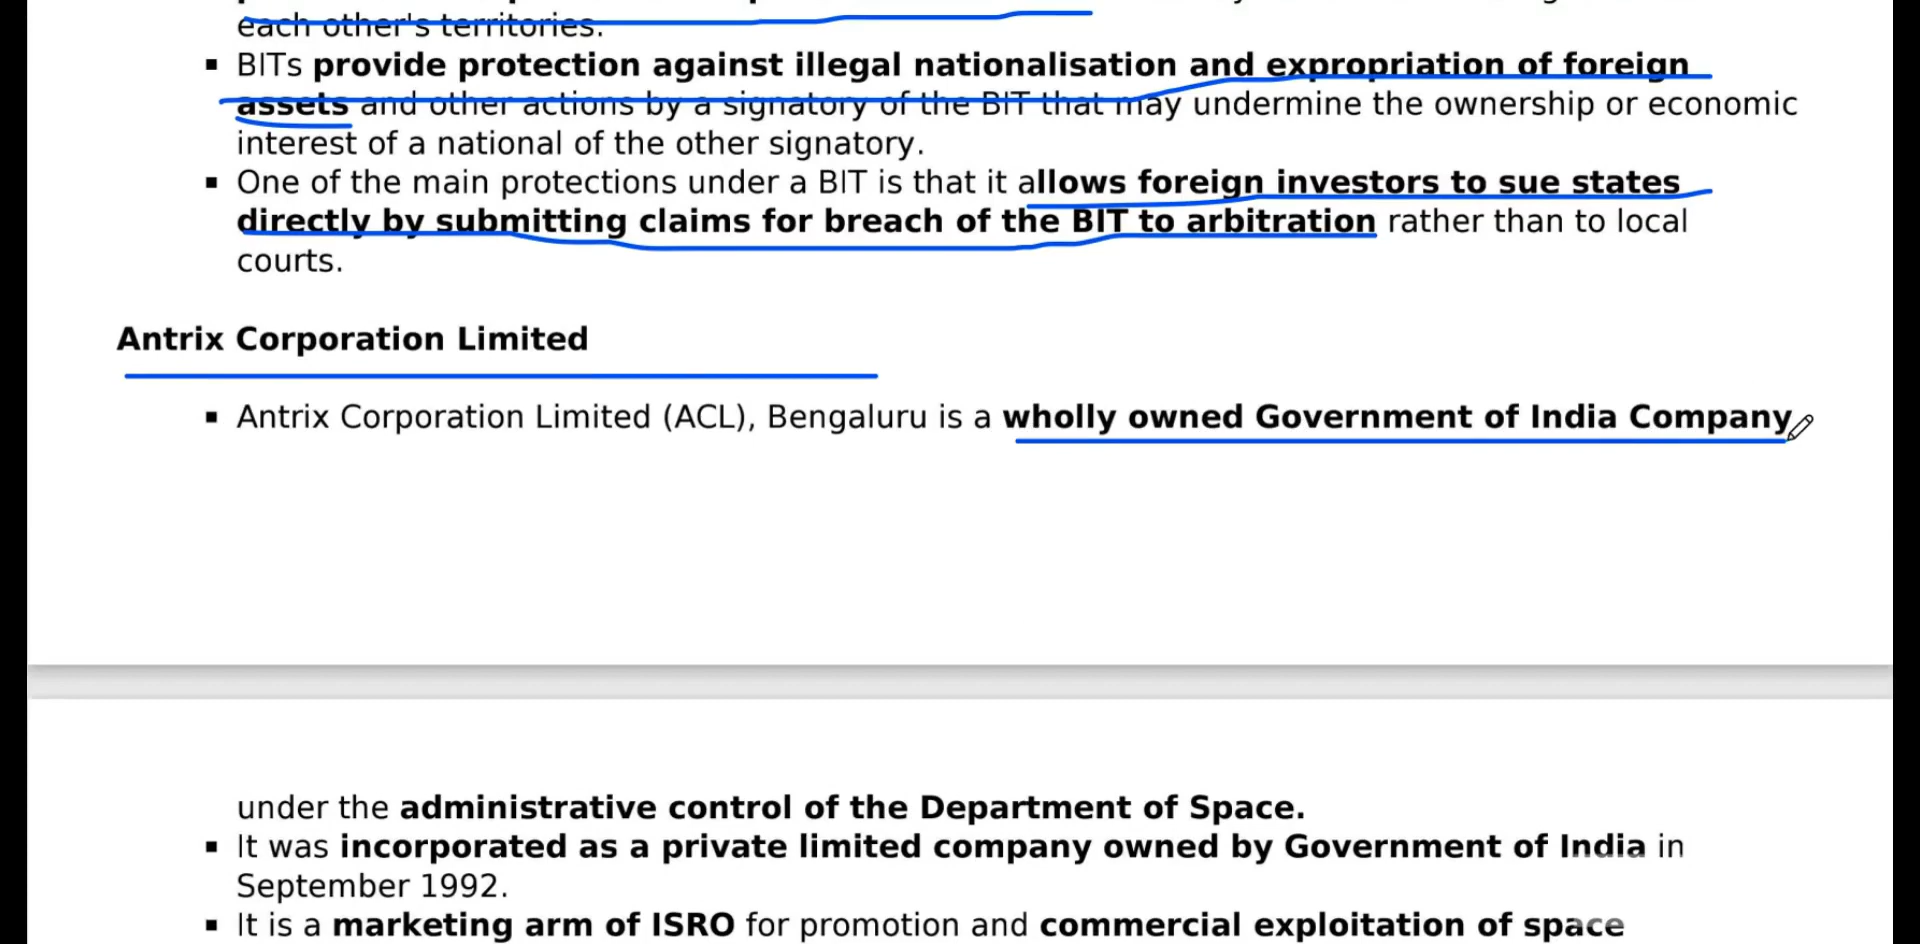 each other's territories.
▪ BITs provide protection against illegal nationalisation and expropriation of foreign
assets and other actions by a signatory of the BIT that may undermine the ownership or economic
interest of a national of the other signatory.
▪ One of the main protections under a BIT is that it allows foreign investors to sue states
directly by submitting claims for breach of the BIT to arbitration rather than to local
courts.
Antrix Corporation Limited
▪ Antrix Corporation Limited (ACL), Bengaluru is a wholly owned Government of India Company
under the administrative control of the Department of Space.
▪ It was incorporated as a private limited company owned by Government of India in
September 1992.
▪ It is a marketing arm of ISRO for promotion and commercial exploitation of space